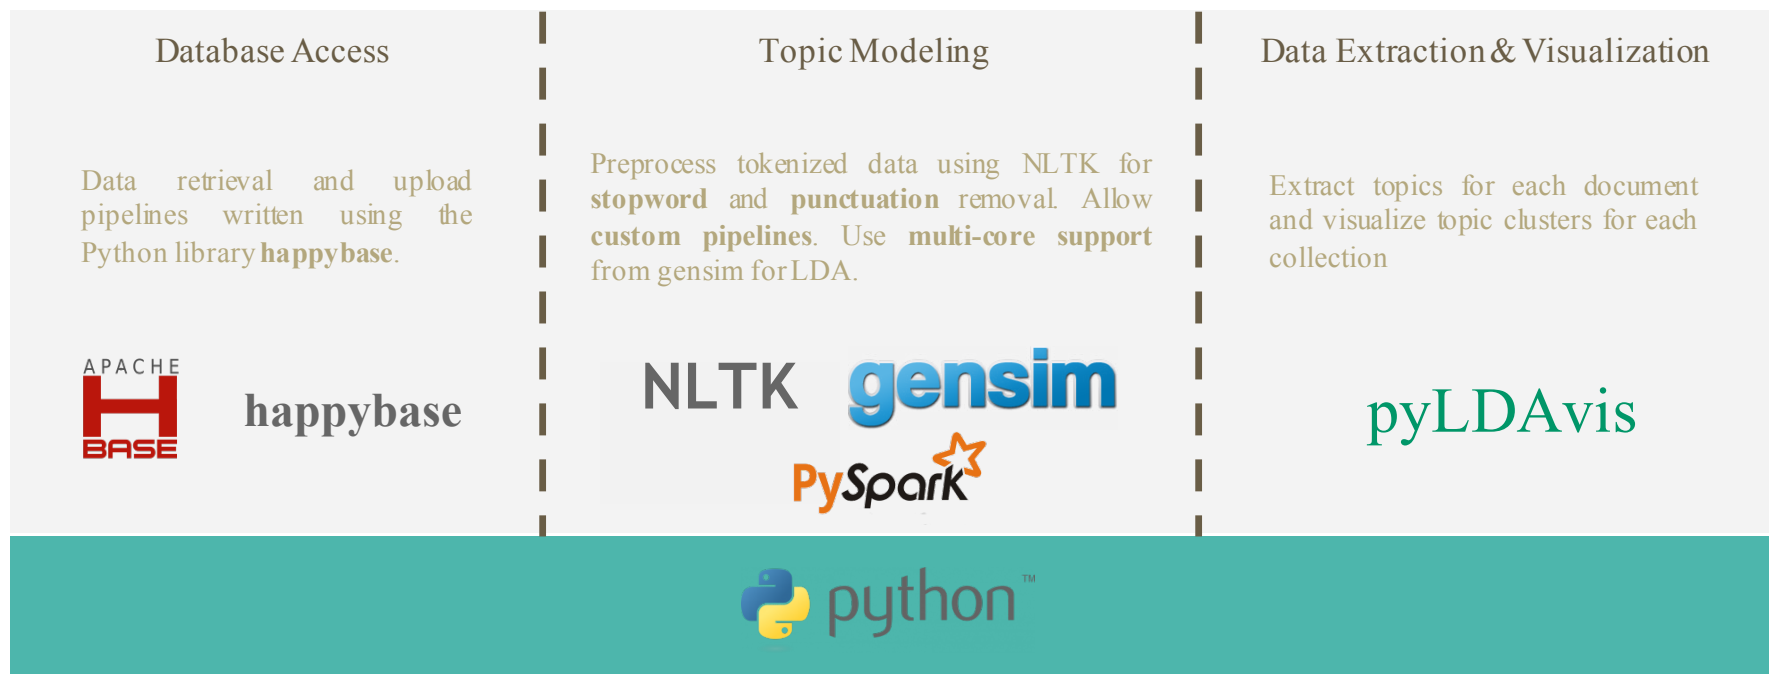 Database Access
Data retrieval and upload
pipelines written using the
Python library happybase.
APACHE
H
BASE
happybase
Topic Modeling
Preprocess tokenized data using NLTK for
stopword and punctuation removal. Allow
custom pipelines. Use multi-core support
from gensim for LDA.
NLTK
gensim
PySpark
Data Extraction & Visualization
Extract topics for each document
and visualize topic clusters for each
collection
pyLDAvis
python™